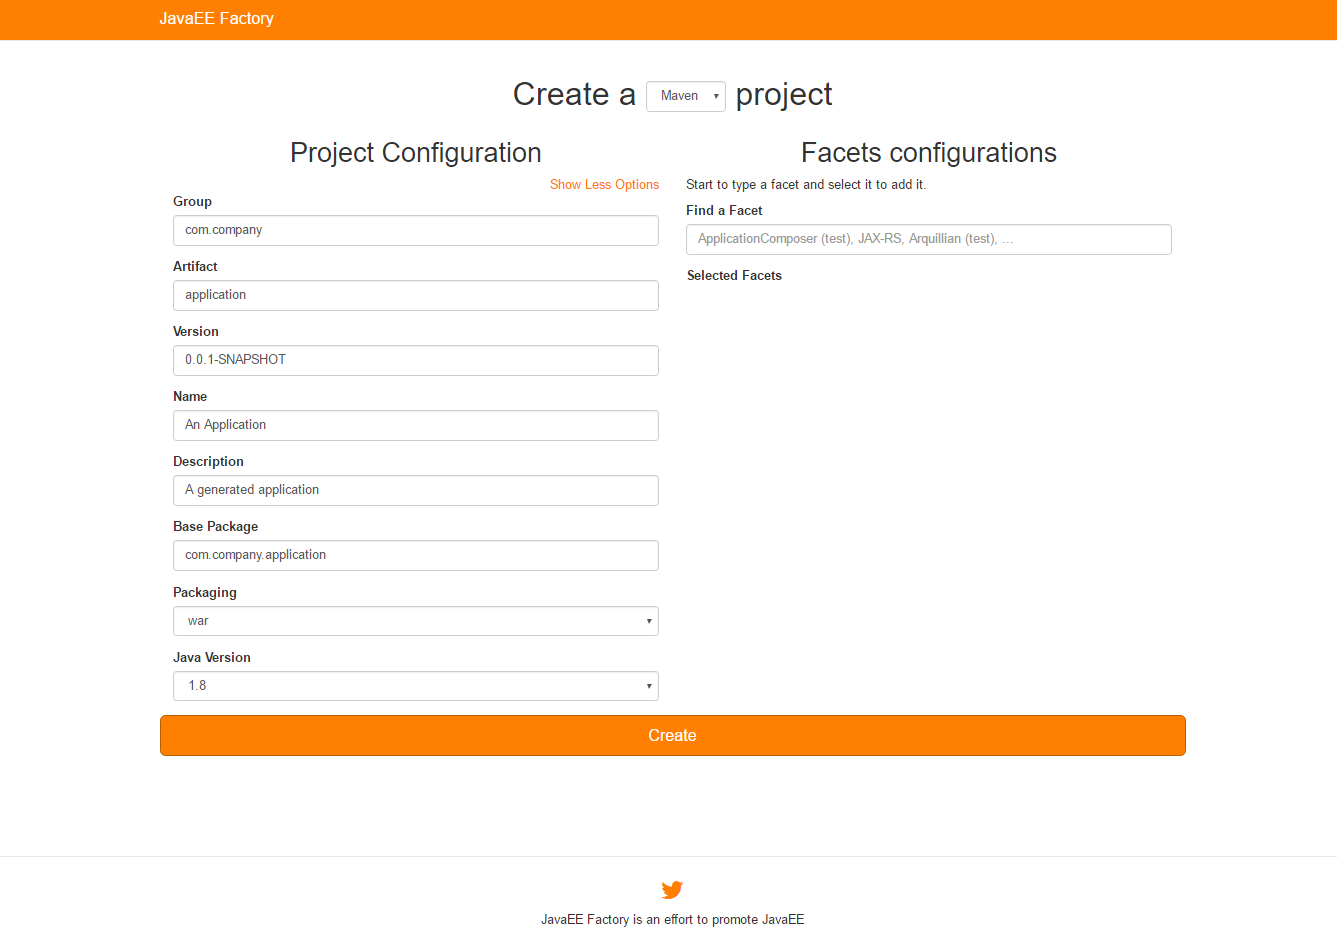 JavaEE Factory
Create a Maven project
Project Configuration
Show Less Options
Group
com.company
Artifact
application
Version
0.0.1-SNAPSHOT
Name
An Application
Description
A generated application
Base Package
com.company.application
Packaging
war
Java Version
1.8
Facets configurations
Start to type a facet and select it to add it.
Find a Facet
ApplicationComposer (test), JAX-RS, Arquillian (test), ...
Selected Facets
Create
JavaEE Factory is an effort to promote JavaEE